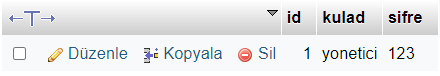 id kulad sifre
Düzenle Kopyala Sil 1 yonetici 123